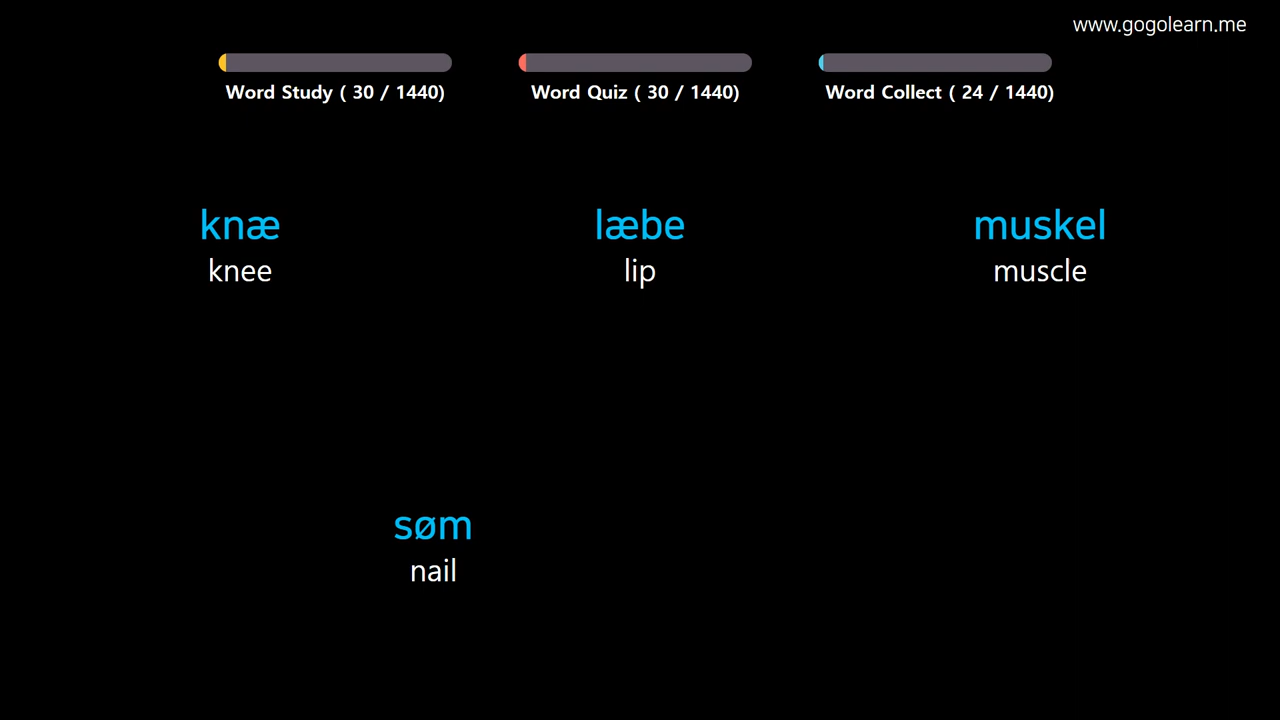 www.gogolearn.me
Word Study ( 30 / 1440)
Word Quiz ( 30 / 1440)
Word Collect ( 24 / 1440)
knæ
knee
læbe
lip
muskel
muscle
søm
nail